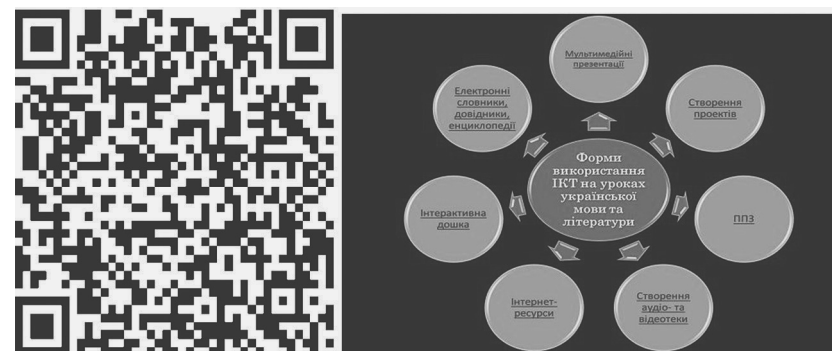 Мультимедійні
презентації
Електронні
словники,
довідники,
енциклопедії
Створення
проектів
Форми
використання
ІКТ на уроках
української
мови та
літератури
Інтерактивна
дошка
ППЗ
Інтернет-
ресурси
Створення
аудіо- та
відеотеки